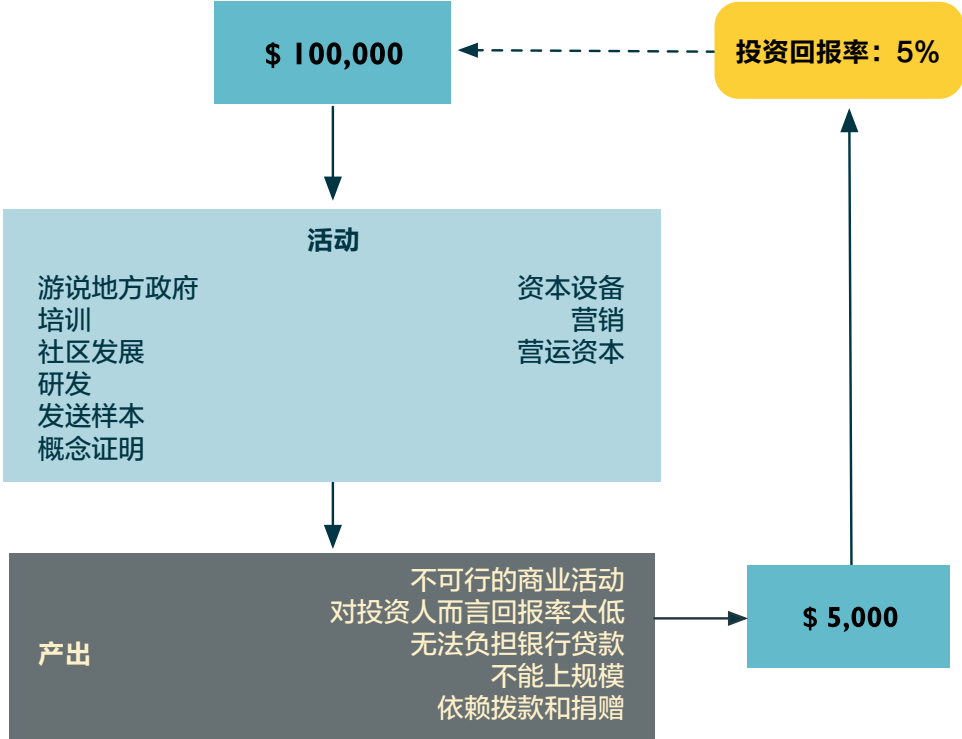 $ 100,000
投资回报率：5%
活动
游说地方政府
培训
社区发展
研发
发送样本
概念证明
资本设备
营销
营运资本
产出
不可行的商业活动
对投资人而言回报率太低
无法负担银行贷款
不能上规模
依赖拨款和捐赠
$ 5,000